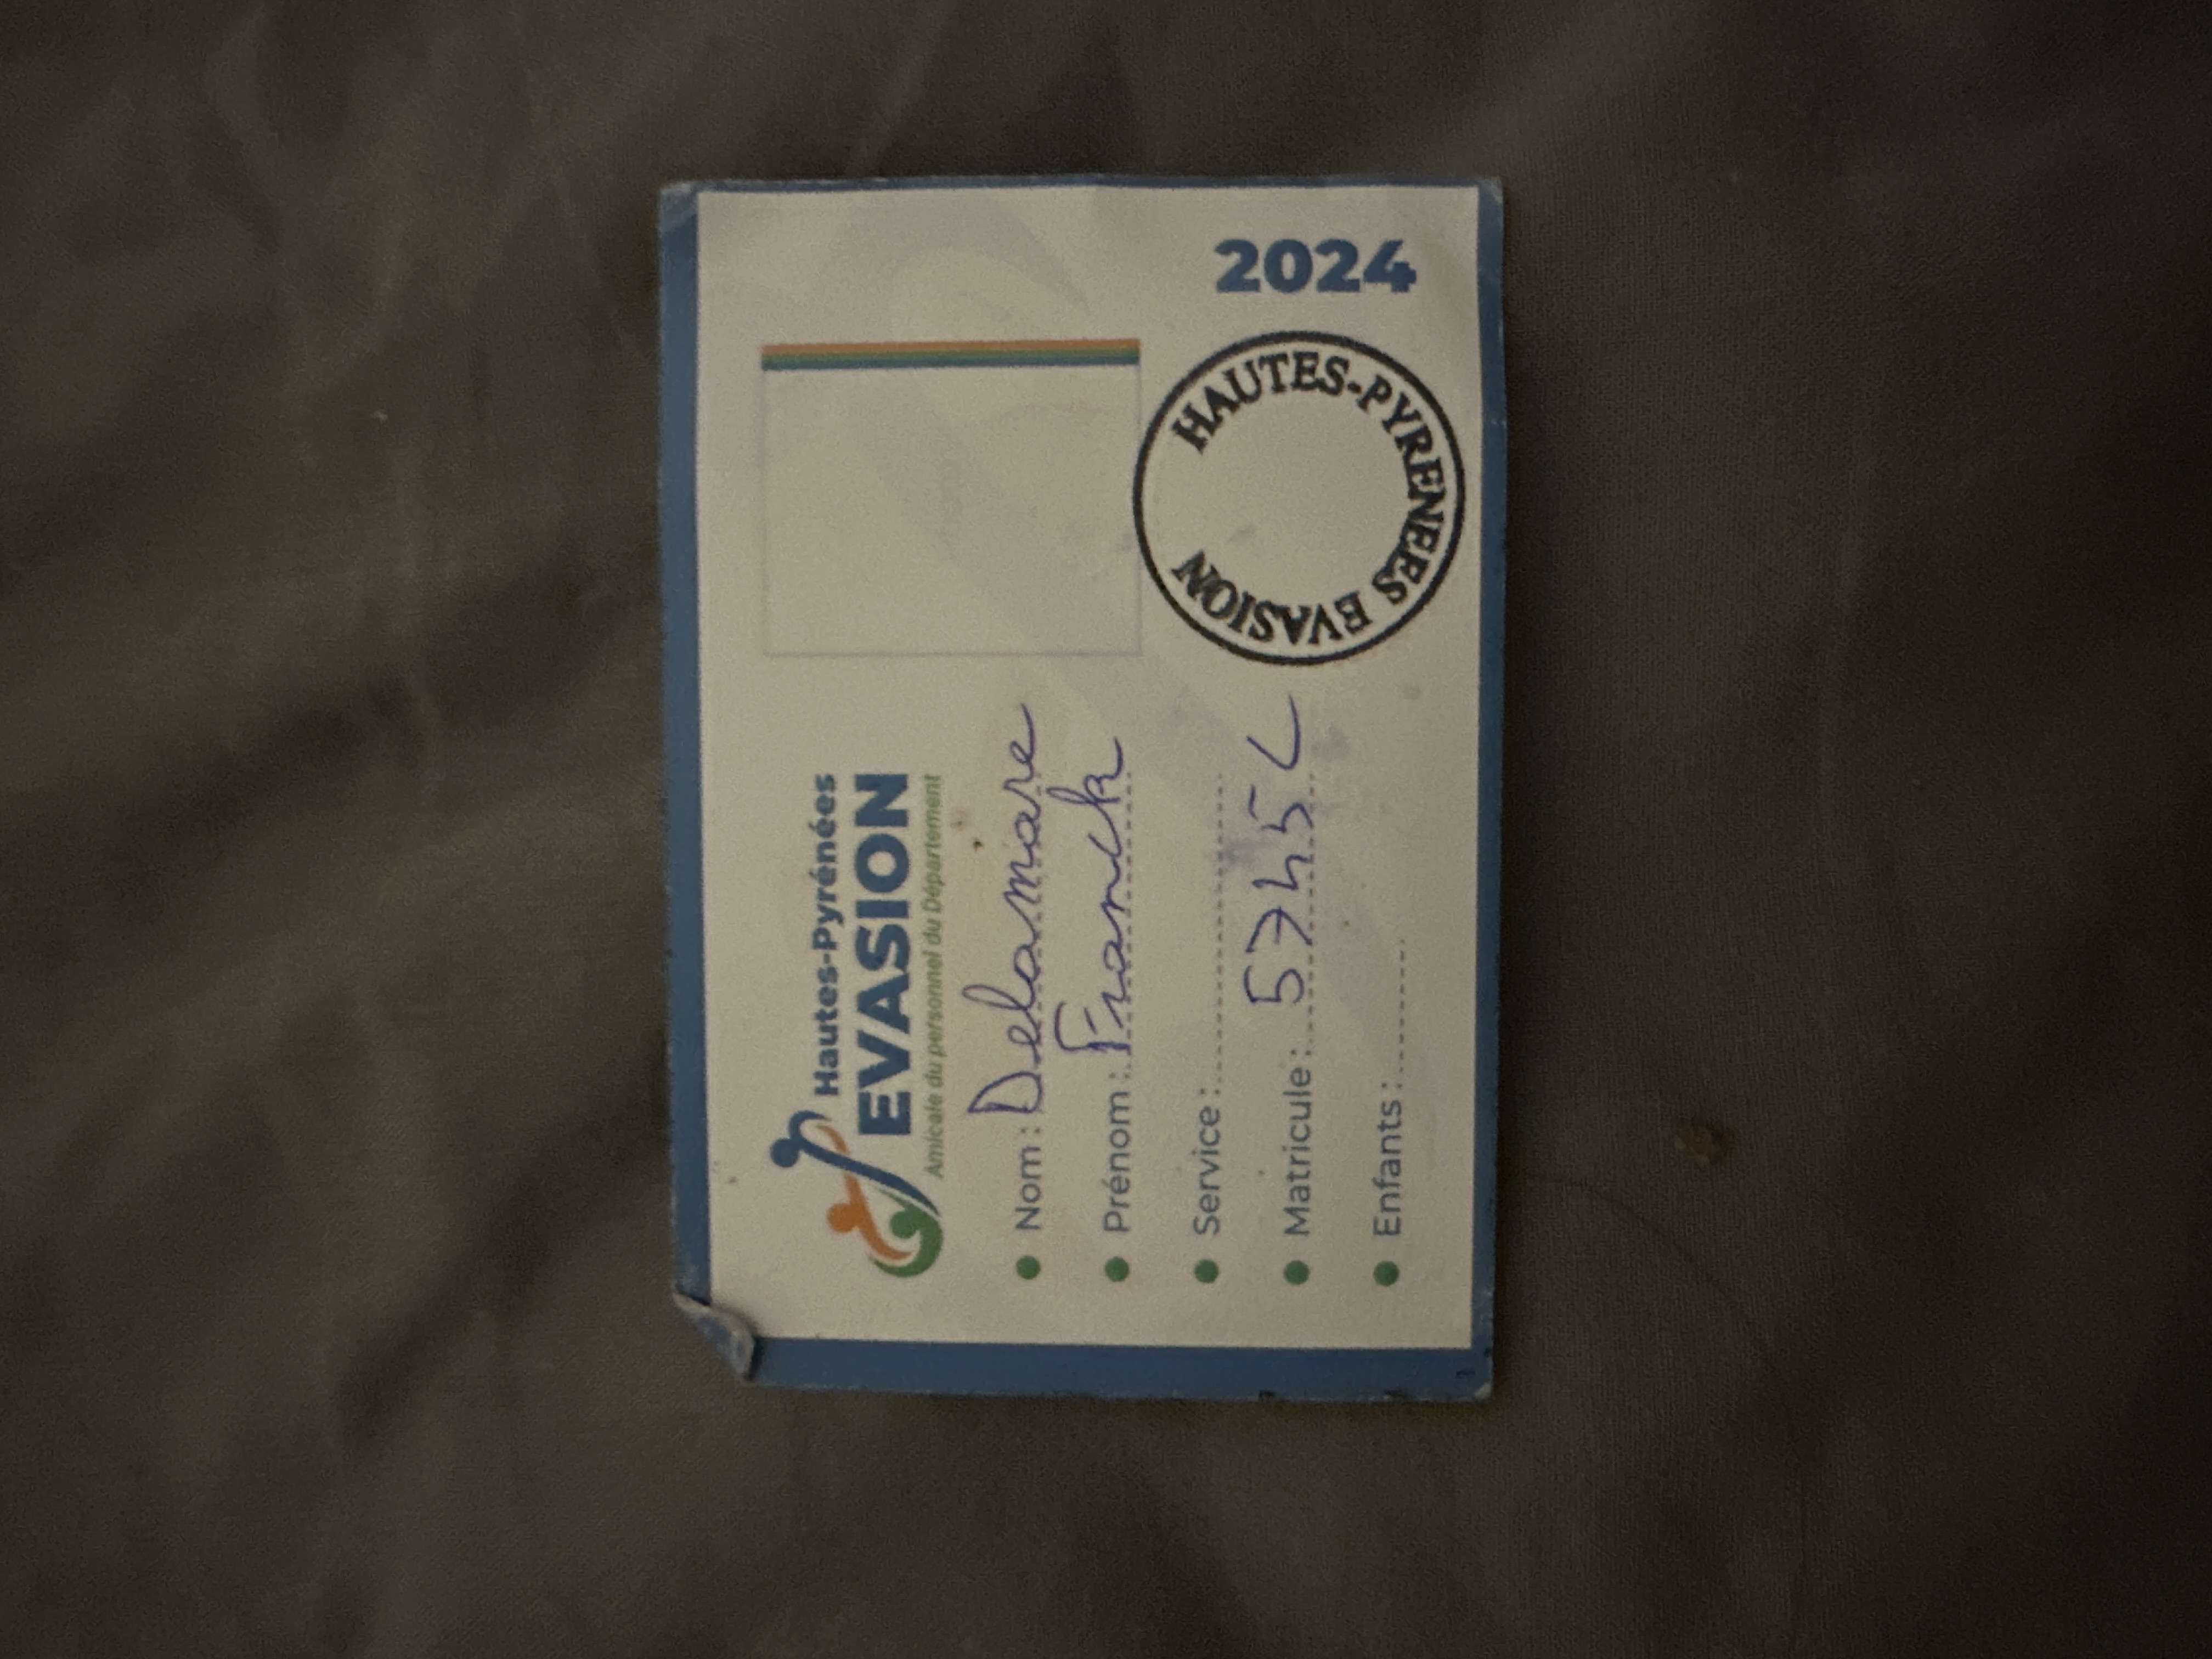 Hautes-Pyrénées
EVASION
Amicale du personnel du Département
Nom : Delamare
Prénom : Franck
Service :
Matricule : 5745L
Enfants :
HAUTES-PYRENEES EVASION
2024